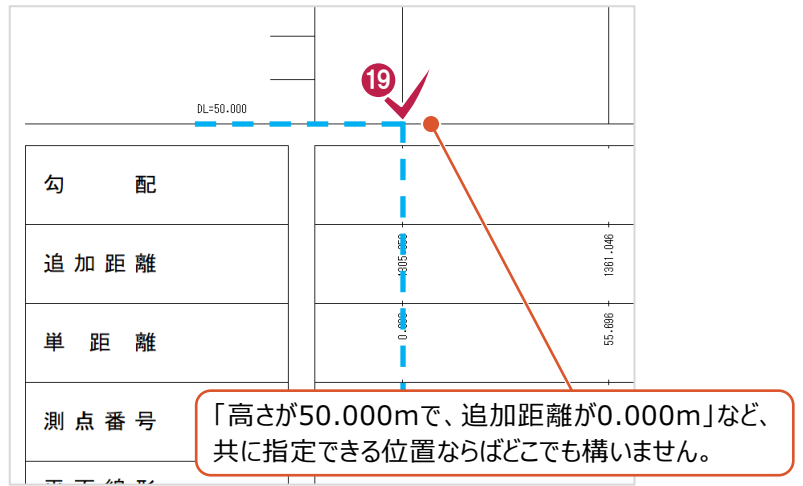 19
DL=50.000
勾 配
追 加 距 離
1361.046
単 距 離
55.696
測 点 番 号
「高さが50.000mで、追加距離が0.000m」など、
共に指定できる位置ならばどこでも構いません。